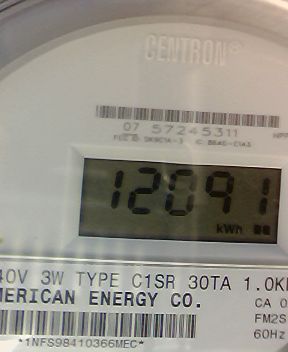 CENTRON®
07 57245311
12091
kWh
40V 3W TYPE C1SR 30TA 1.0K
MERICAN ENERGY CO.
CA 0
FM2S
60Hz
*1NFS98410366MEC*